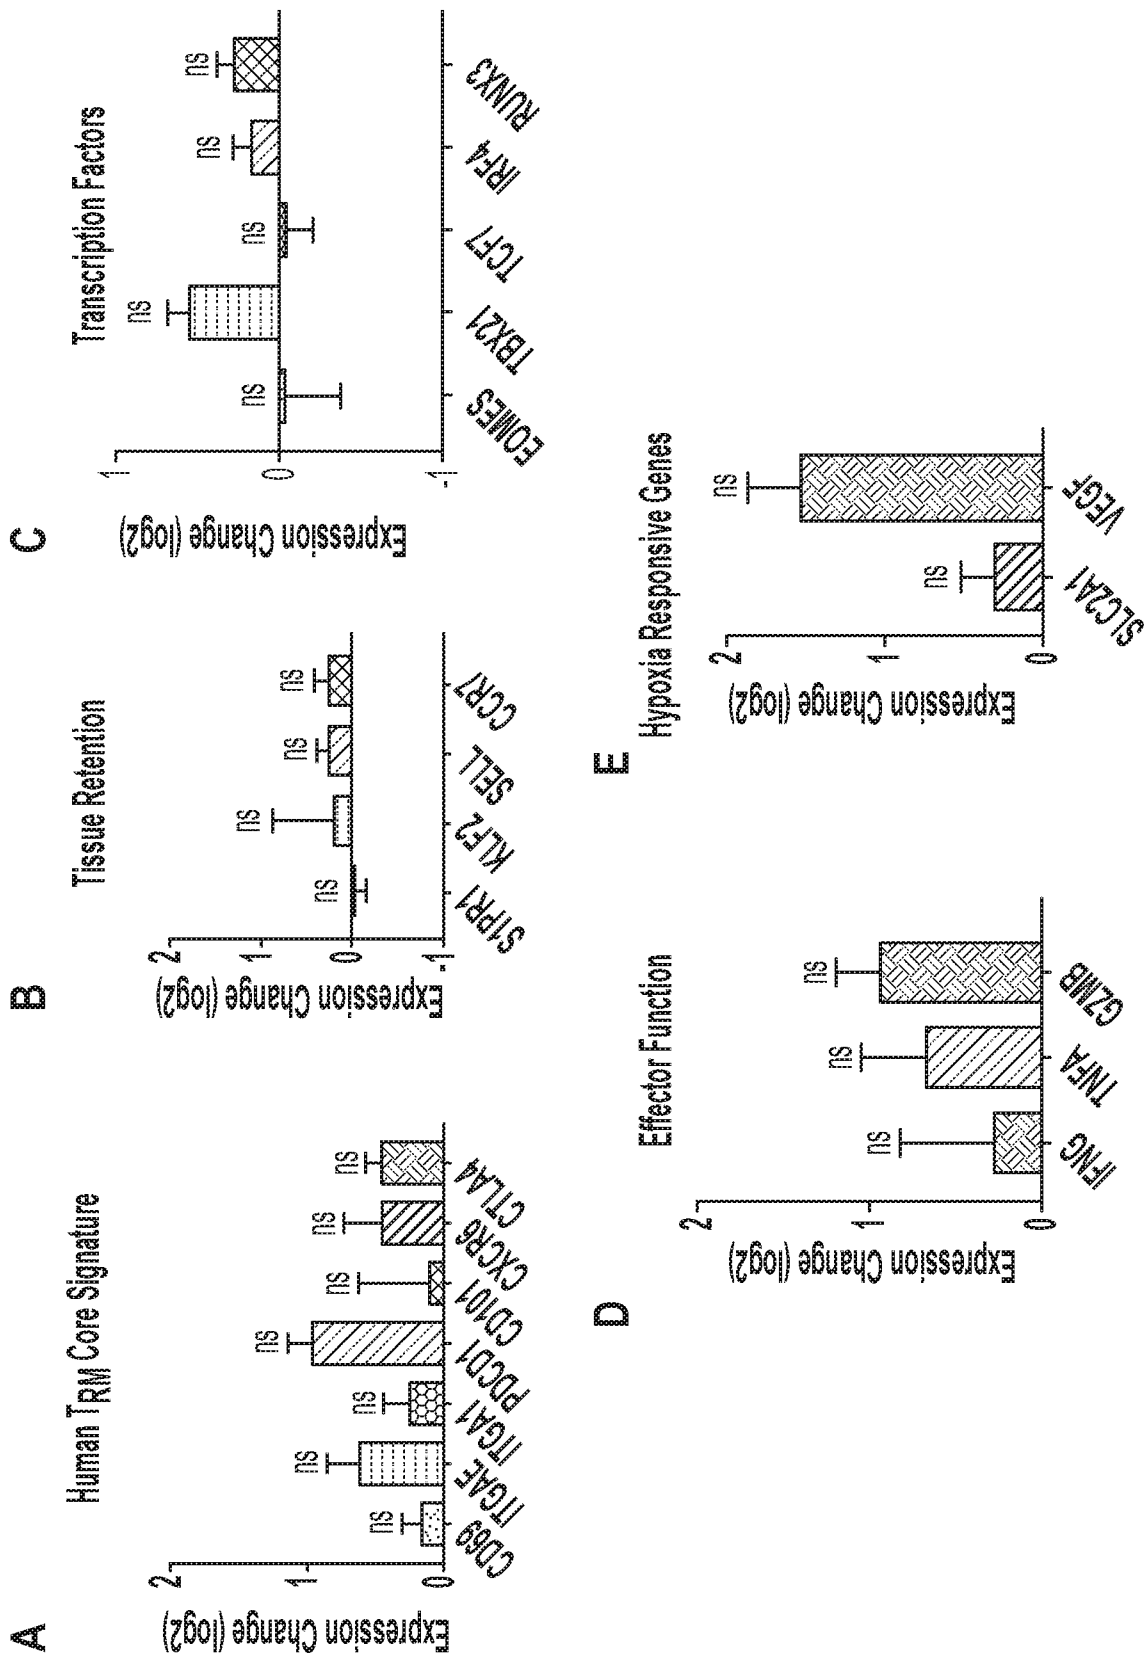 A
Human TRM Core Signature
Expression Change (log2)
2
1
0
ns
ns
ns
ns
ns
ns
ns
CD69
ITGAE
ITGA1
PDCD1
CD101
CXCR6
CTLA4
B
Tissue Retention
Expression Change (log2)
2
1
0
-1
ns
ns
ns
ns
S1PR1
KLF2
SELL
CCR7
C
Transcription Factors
Expression Change (log2)
1
0
-1
ns
ns
ns
ns
ns
EOMES
TBX21
TCF7
IRF4
RUNX3
D
Effector Function
Expression Change (log2)
2
1
0
ns
ns
ns
IFNG
TNFA
GZMB
E
Hypoxia Responsive Genes
Expression Change (log2)
2
1
0
ns
ns
SLC2A1
VEGF